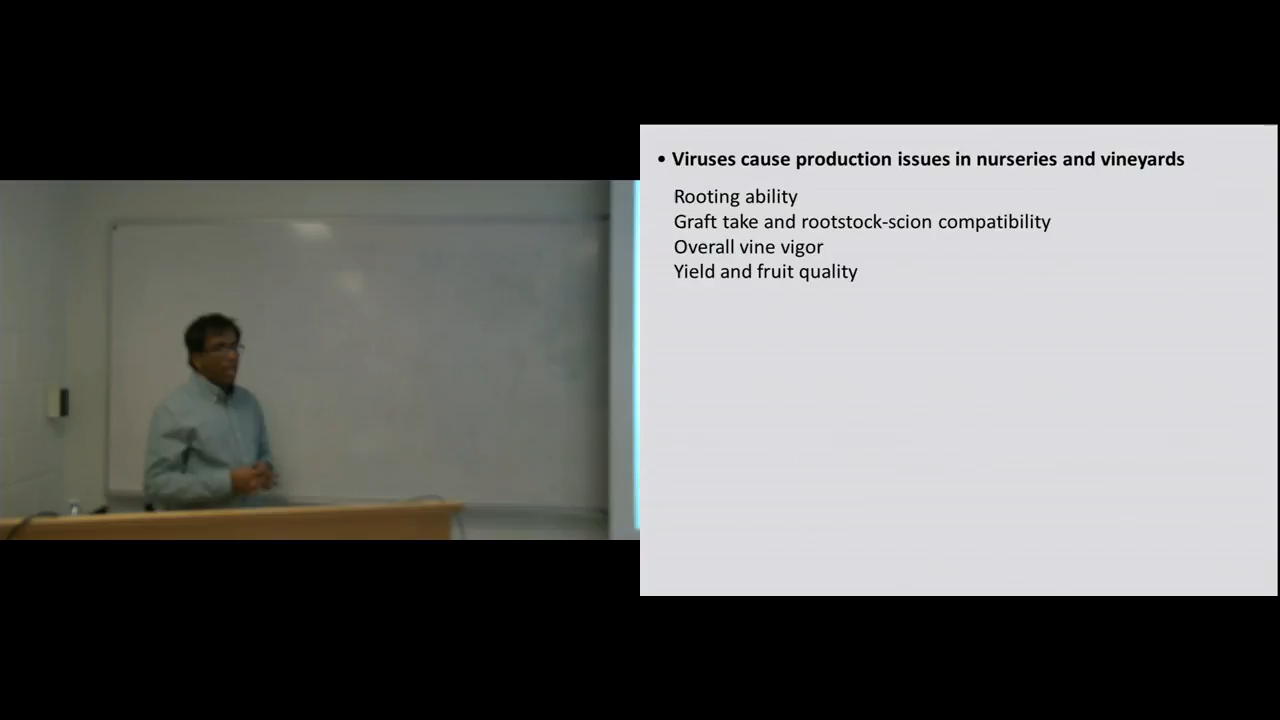 • Viruses cause production issues in nurseries and vineyards
Rooting ability
Graft take and rootstock-scion compatibility
Overall vine vigor
Yield and fruit quality